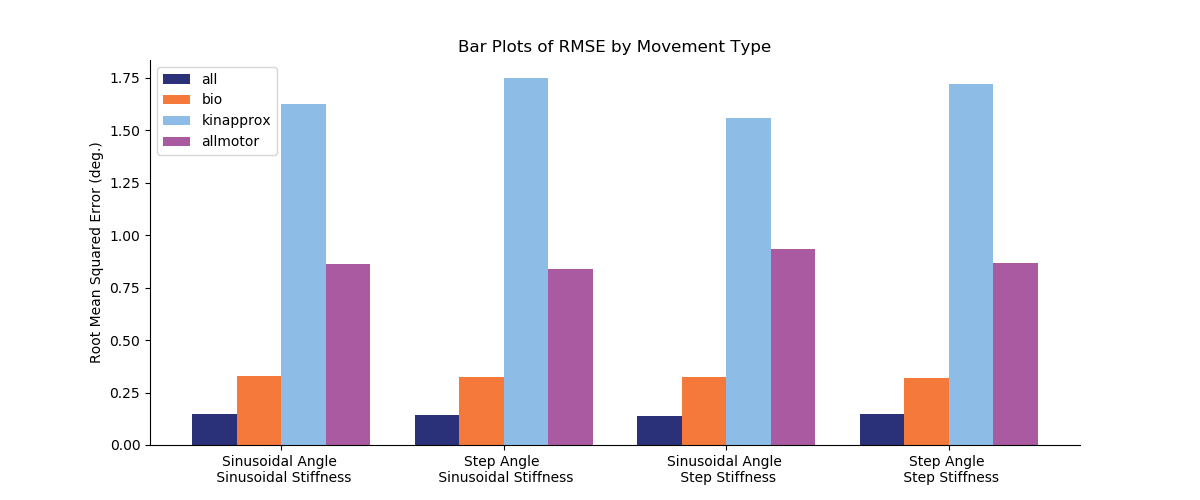 Bar Plots of RMSE by Movement Type
all
bio
kinapprox
allmotor
Root Mean Squared Error (deg.)
1.75
1.50
1.25
1.00
0.75
0.50
0.25
0.00
Sinusoidal Angle
Sinusoidal Stiffness
Step Angle
Sinusoidal Stiffness
Sinusoidal Angle
Step Stiffness
Step Angle
Step Stiffness